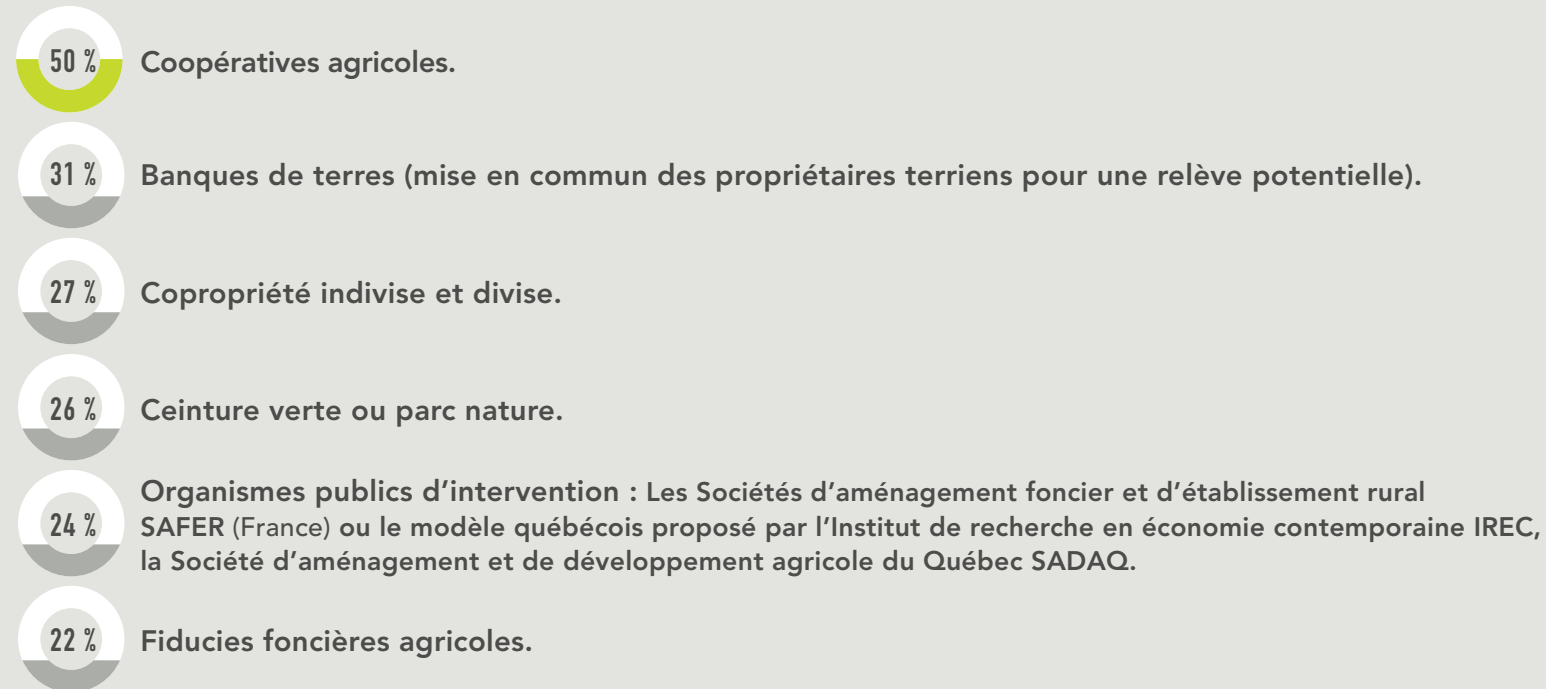 50 % Coopératives agricoles.
31 % Banques de terres (mise en commun des propriétaires terriens pour une relève potentielle).
27 % Copropriété indivise et divise.
26 % Ceinture verte ou parc nature.
Organismes publics d’intervention : Les Sociétés d’aménagement foncier et d’établissement rural
24 % SAFER (France) ou le modèle québécois proposé par l’Institut de recherche en économie contemporaine IREC,
la Société d’aménagement et de développement agricole du Québec SADAQ.
22 % Fiducies foncières agricoles.